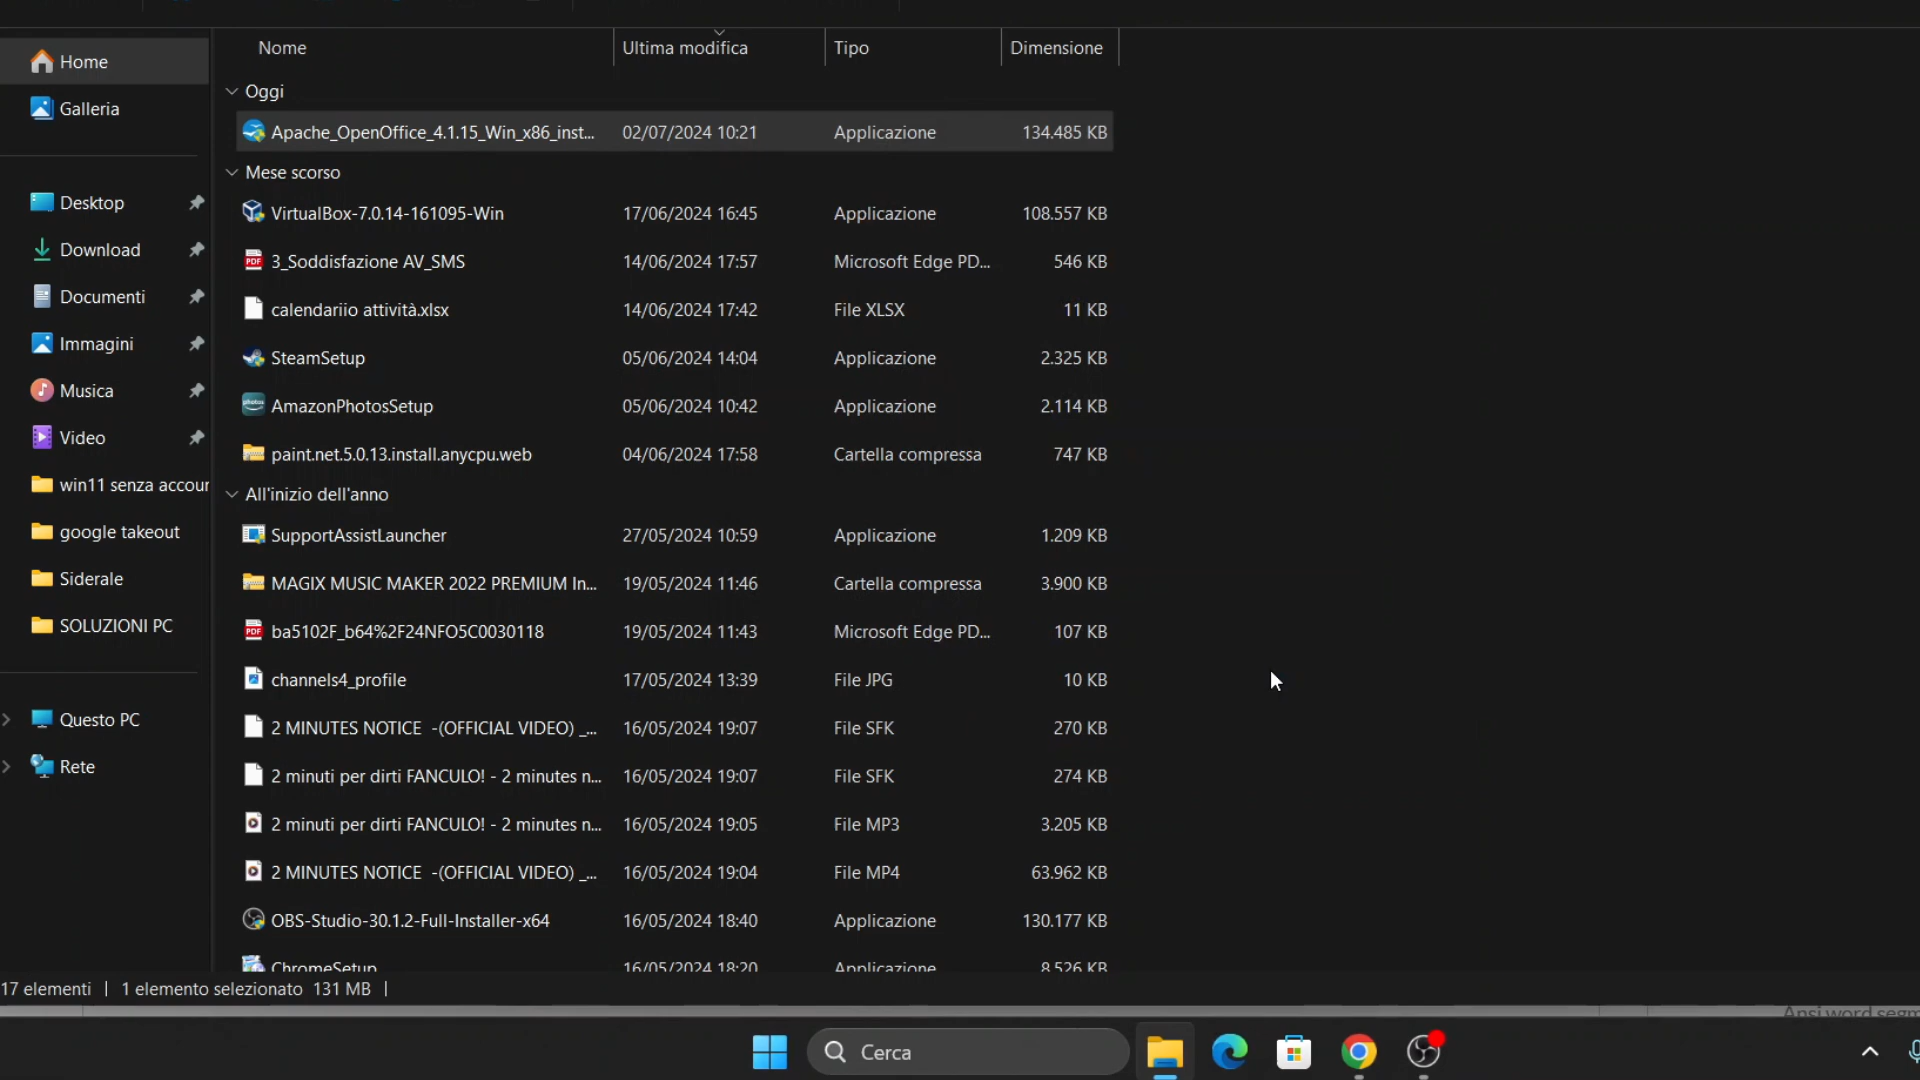 Nome Ultima modifica Tipo Dimensione
Home
Galleria
Desktop
Download
Documenti
Immagini
Musica
Video
win11 senza accour
google takeout
Siderale
SOLUZIONI PC
Questo PC
Rete
Oggi
Apache_OpenOffice_4.1.15_Win_x86_inst... 02/07/2024 10:21 Applicazione 134.485 KB
Mese scorso
VirtualBox-7.0.14-161095-Win 17/06/2024 16:45 Applicazione 108.557 KB
3_Soddisfazione AV_SMS 14/06/2024 17:57 Microsoft Edge PD... 546 KB
calendariio attività.xlsx 14/06/2024 17:42 File XLSX 11 KB
SteamSetup 05/06/2024 14:04 Applicazione 2.325 KB
AmazonPhotosSetup 05/06/2024 10:42 Applicazione 2.114 KB
paint.net.5.0.13.install.anycpu.web 04/06/2024 17:58 Cartella compressa 747 KB
All'inizio dell'anno
SupportAssistLauncher 27/05/2024 10:59 Applicazione 1.209 KB
MAGIX MUSIC MAKER 2022 PREMIUM In... 19/05/2024 11:46 Cartella compressa 3.900 KB
ba5102F_b64%2F24NFO5C0030118 19/05/2024 11:43 Microsoft Edge PD... 107 KB
channels4_profile 17/05/2024 13:39 File JPG 10 KB
2 MINUTES NOTICE -(OFFICIAL VIDEO) _... 16/05/2024 19:07 File SFK 270 KB
2 minuti per dirti FANCULO! - 2 minutes n... 16/05/2024 19:07 File SFK 274 KB
2 minuti per dirti FANCULO! - 2 minutes n... 16/05/2024 19:05 File MP3 3.205 KB
2 MINUTES NOTICE -(OFFICIAL VIDEO) _... 16/05/2024 19:04 File MP4 63.962 KB
OBS-Studio-30.1.2-Full-Installer-x64 16/05/2024 18:40 Applicazione 130.177 KB
ChromeSetup 16/05/2024 18:20 Applicazione 8.526 KB
17 elementi | 1 elemento selezionato 131 MB |
Cerca